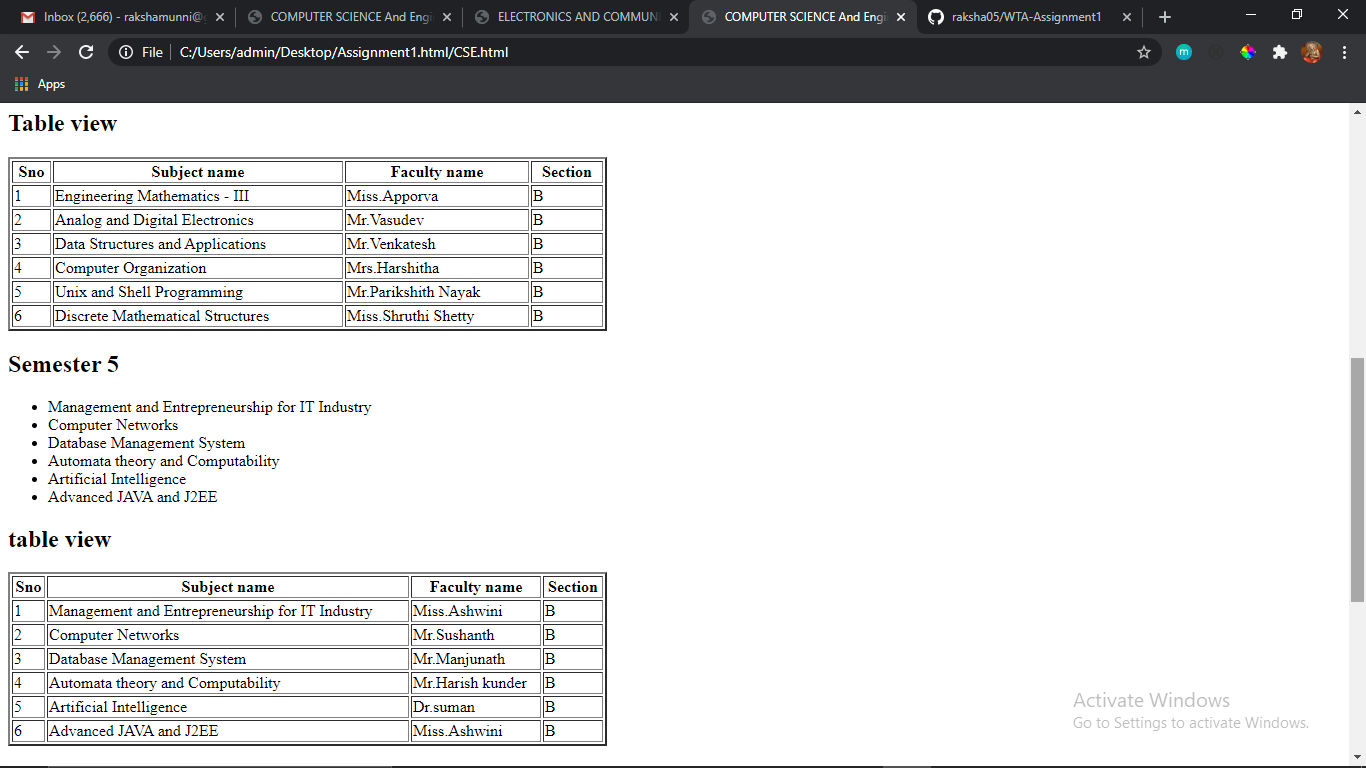 Inbox (2,666) - rakshamunni@
COMPUTER SCIENCE And Engi
ELECTRONICS AND COMMUNI
COMPUTER SCIENCE And Engi
raksha05/WTA-Assignment1
File
C:/Users/admin/Desktop/Assignment1.html/CSE.html
m
Apps
Table view
Sno Subject name Faculty name Section
1 Engineering Mathematics - III Miss.Apporva B
2 Analog and Digital Electronics Mr.Vasudev B
3 Data Structures and Applications Mr.Venkatesh B
4 Computer Organization Mrs.Harshitha B
5 Unix and Shell Programming Mr.Parikshith Nayak B
6 Discrete Mathematical Structures Miss.Shruthi Shetty B
Semester 5
• Management and Entrepreneurship for IT Industry
• Computer Networks
• Database Management System
• Automata theory and Computability
• Artificial Intelligence
• Advanced JAVA and J2EE
table view
Sno Subject name Faculty name Section
1 Management and Entrepreneurship for IT Industry Miss.Ashwini B
2 Computer Networks Mr.Sushanth B
3 Database Management System Mr.Manjunath B
4 Automata theory and Computability Mr.Harish kunder B
5 Artificial Intelligence Dr.suman B
6 Advanced JAVA and J2EE Miss.Ashwini B
Activate Windows
Go to Settings to activate Windows.